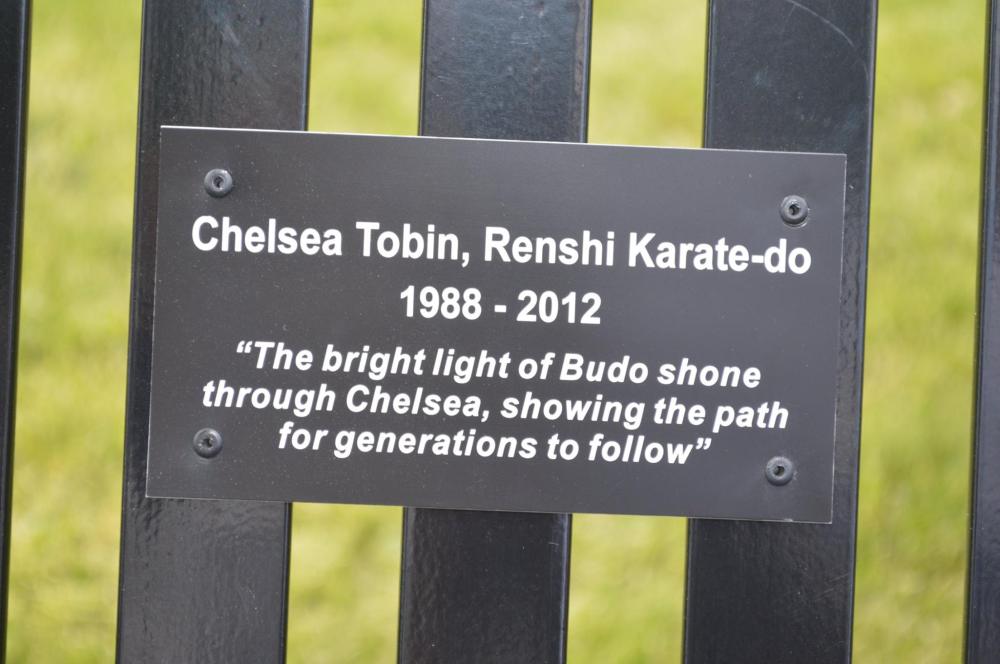 Chelsea Tobin, Renshi Karate-do
1988 - 2012
“The bright light of Budo shone
through Chelsea, showing the path
for generations to follow”